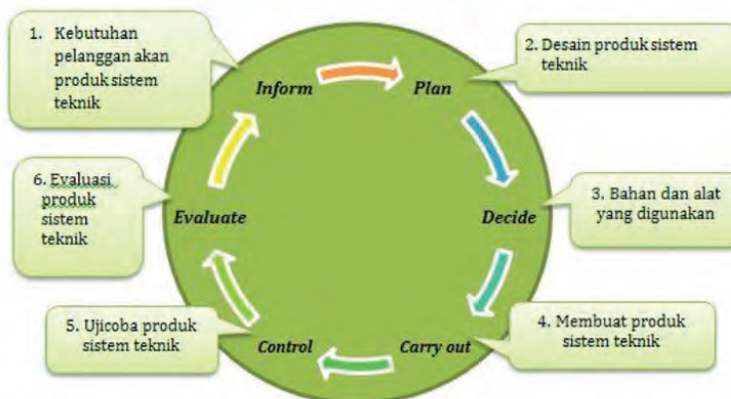 1. Kebutuhan
pelanggan akan
produk sistem
teknik
Inform
Plan
2. Desain produk sistem
teknik
Decide
3. Bahan dan alat
yang digunakan
Carry out
4. Membuat produk
sistem teknik
Control
5. Ujicoba produk
sistem teknik
Evaluate
6. Evaluasi
produk
sistem
teknik